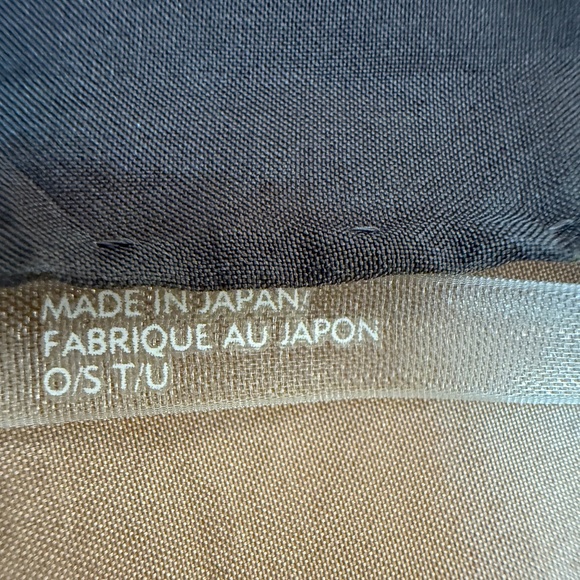 MADE IN JAPAN/
FABRIQUE AU JAPON
O/S T/U